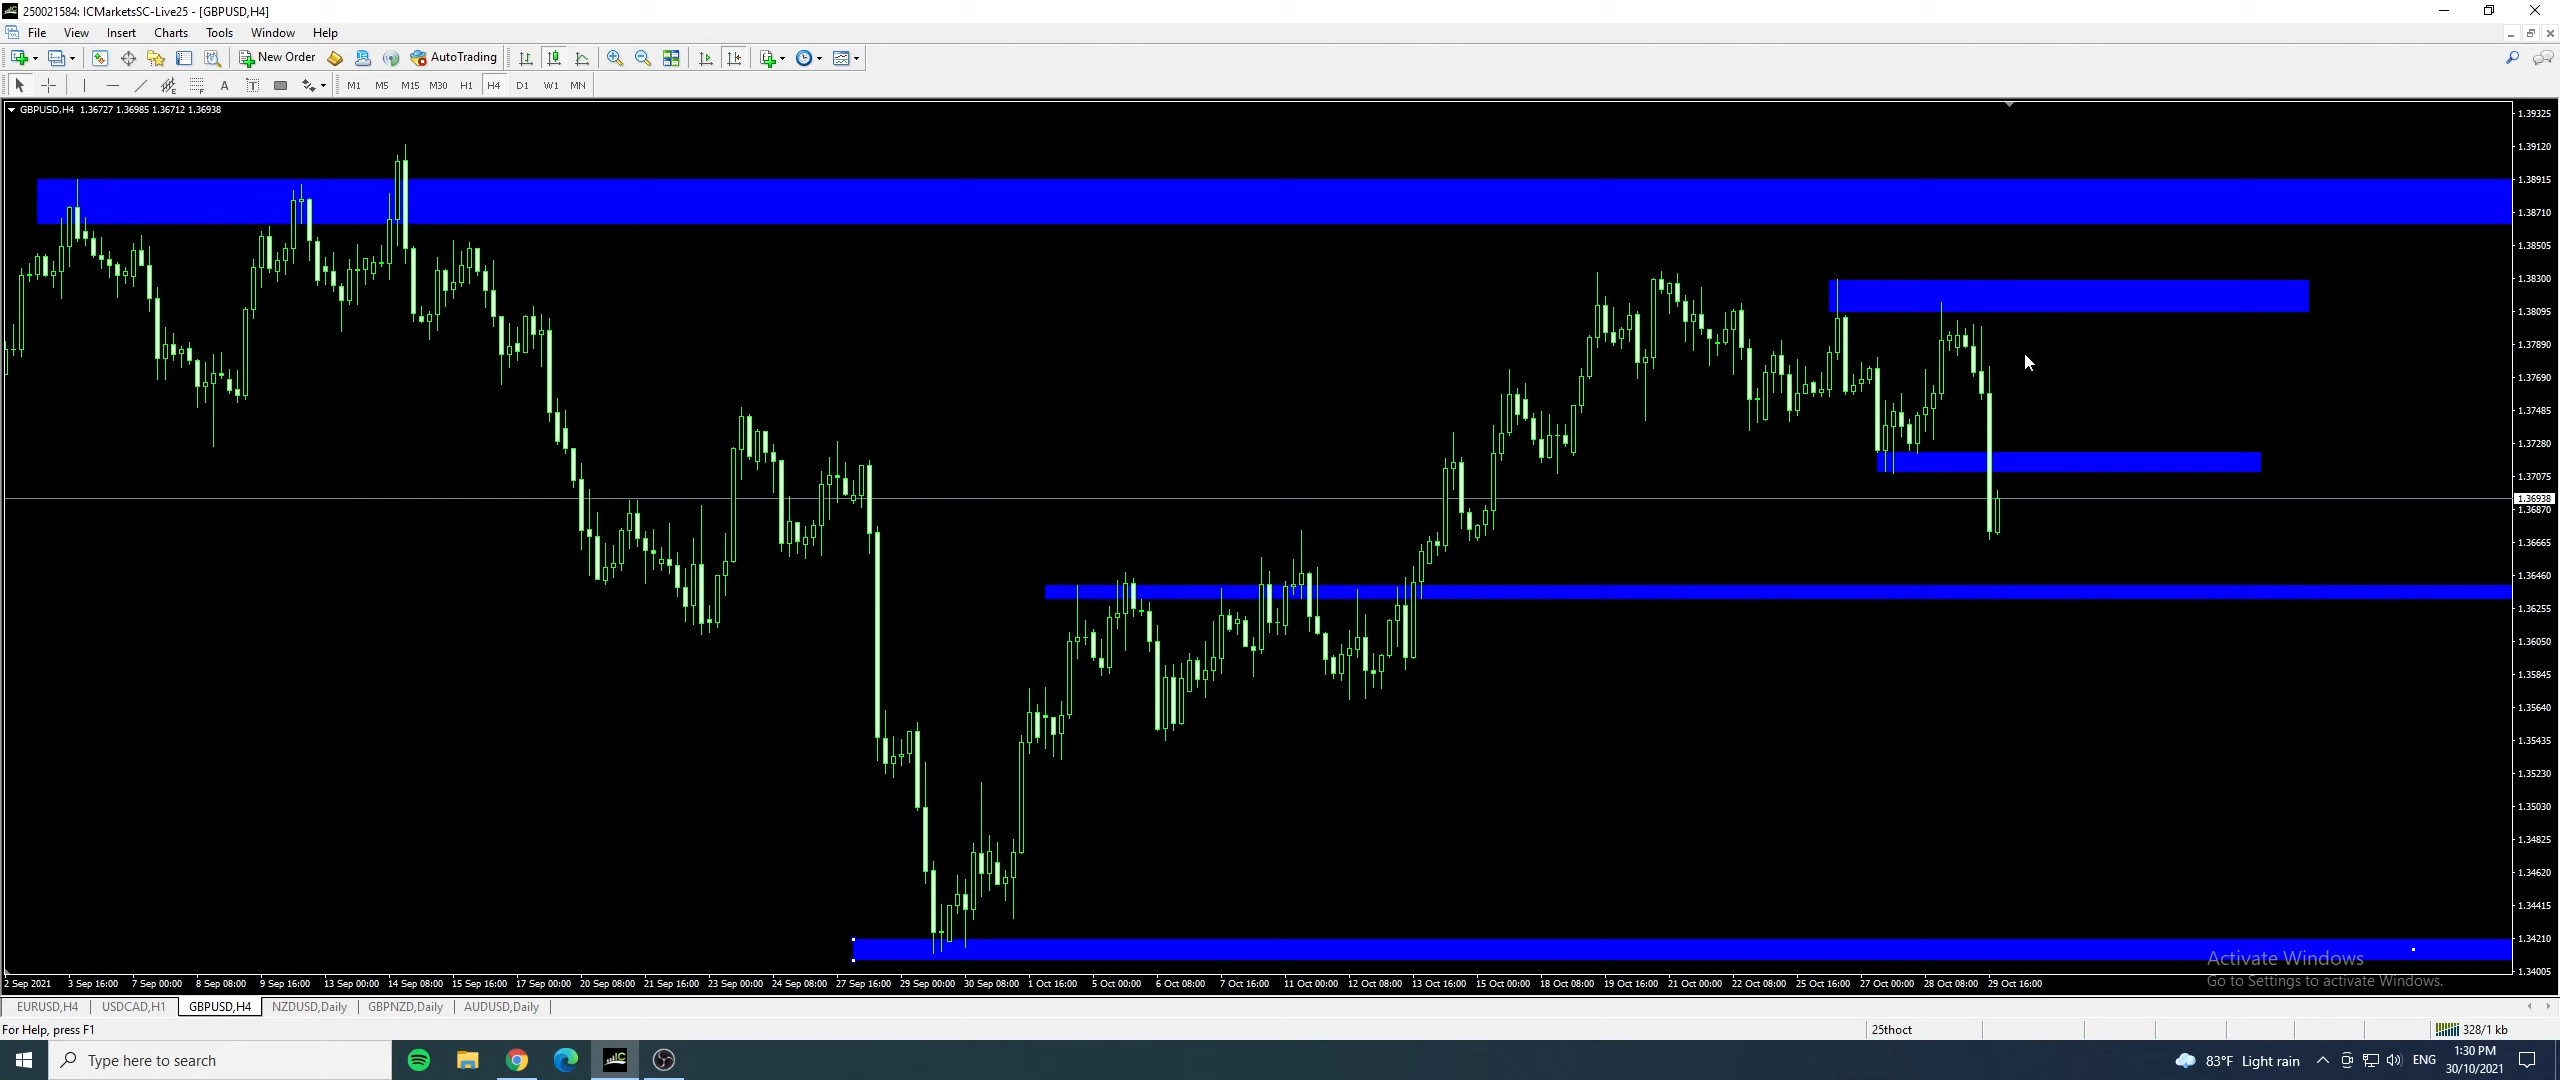 250021584: ICMarketsSC-Live25 - [GBPUSD,H4]
File View Insert Charts Tools Window Help
New Order AutoTrading
A T M1 M5 M15 M30 H1 H4 D1 W1 MN
GBPUSD,H4 1.36727 1.36985 1.36712 1.36938
1.39325
1.39120
1.38915
1.38710
1.38505
1.38300
1.38095
1.37890
1.37690
1.37485
1.37280
1.37075
1.36938
1.36870
1.36665
1.36460
1.36255
1.36050
1.35845
1.35640
1.35435
1.35230
1.35030
1.34825
1.34620
1.34415
1.34210
1.34005
Activate Windows
Go to Settings to activate Windows.
2 Sep 2021 3 Sep 16:00 7 Sep 00:00 8 Sep 08:00 9 Sep 16:00 13 Sep 00:00 14 Sep 08:00 15 Sep 16:00 17 Sep 00:00 20 Sep 08:00 21 Sep 16:00 23 Sep 00:00 24 Sep 08:00 27 Sep 16:00 29 Sep 00:00 30 Sep 08:00 1 Oct 16:00 5 Oct 00:00 6 Oct 08:00 7 Oct 16:00 11 Oct 00:00 12 Oct 08:00 13 Oct 16:00 15 Oct 00:00 18 Oct 08:00 19 Oct 16:00 21 Oct 00:00 22 Oct 08:00 25 Oct 16:00 27 Oct 00:00 28 Oct 08:00 29 Oct 16:00
EURUSD,H4 USDCAD,H1 GBPUSD,H4 NZDUSD,Daily GBPNZD,Daily AUDUSD,Daily
For Help, press F1 25thoct 328/1 kb
Type here to search IC 83°F Light rain ENG 1:30 PM
30/10/2021